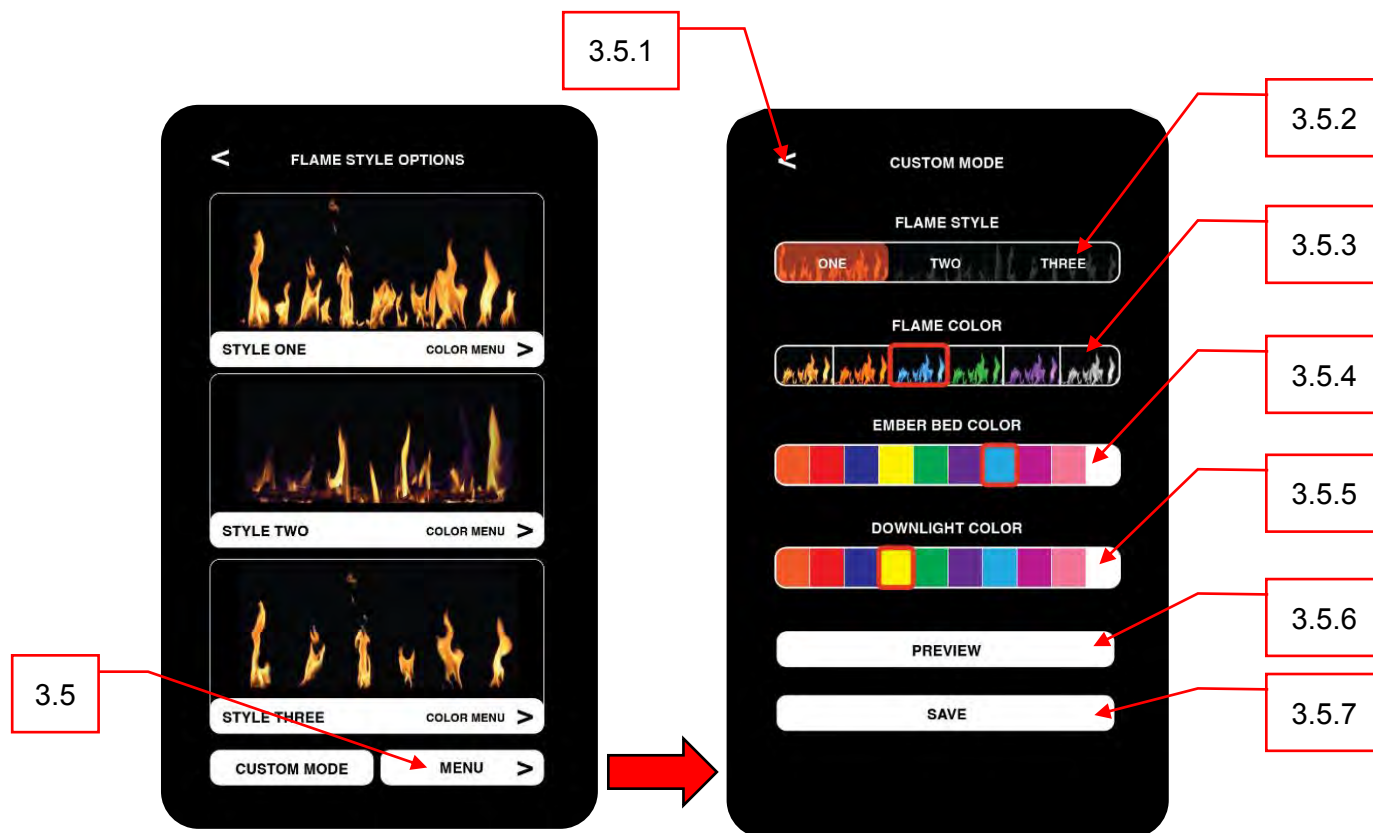 3.5.1
3.5.2
3.5.3
3.5.4
3.5.5
3.5.6
3.5.7
3.5
< FLAME STYLE OPTIONS
STYLE ONE COLOR MENU >
STYLE TWO COLOR MENU >
STYLE THREE COLOR MENU >
CUSTOM MODE MENU >
< CUSTOM MODE
FLAME STYLE
ONE TWO THREE
FLAME COLOR
EMBER BED COLOR
DOWNLIGHT COLOR
PREVIEW
SAVE